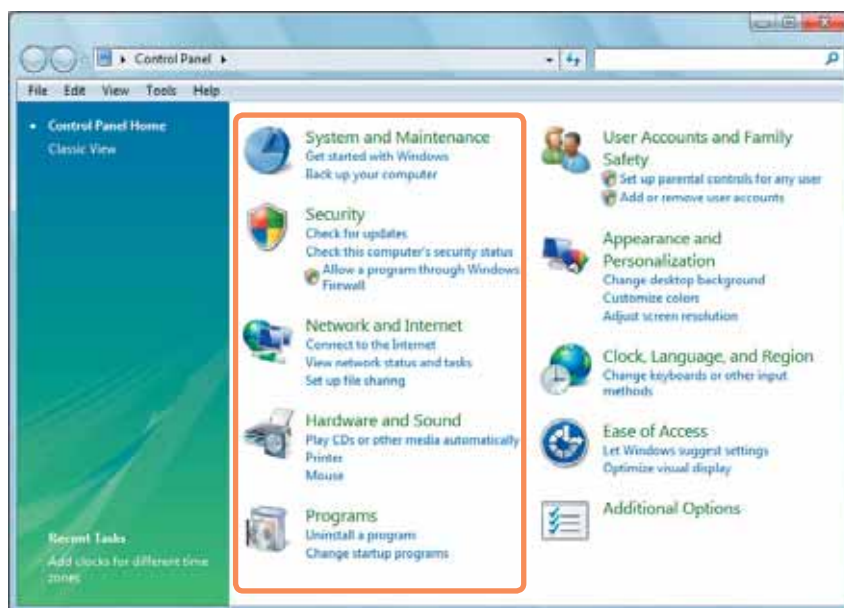 Control Panel
File Edit View Tools Help
Control Panel Home
Classic View
System and Maintenance
Get started with Windows
Back up your computer
Security
Check for updates
Check this computer's security status
Allow a program through Windows
Firewall
Network and Internet
Connect to the Internet
View network status and tasks
Set up file sharing
Hardware and Sound
Play CDs or other media automatically
Printer
Mouse
Programs
Uninstall a program
Change startup programs
User Accounts and Family
Safety
Set up parental controls for any user
Add or remove user accounts
Appearance and
Personalization
Change desktop background
Customize colors
Adjust screen resolution
Clock, Language, and Region
Change keyboards or other input
methods
Ease of Access
Let Windows suggest settings
Optimize visual display
Additional Options
Recent Tasks
Add clocks for different time
zones